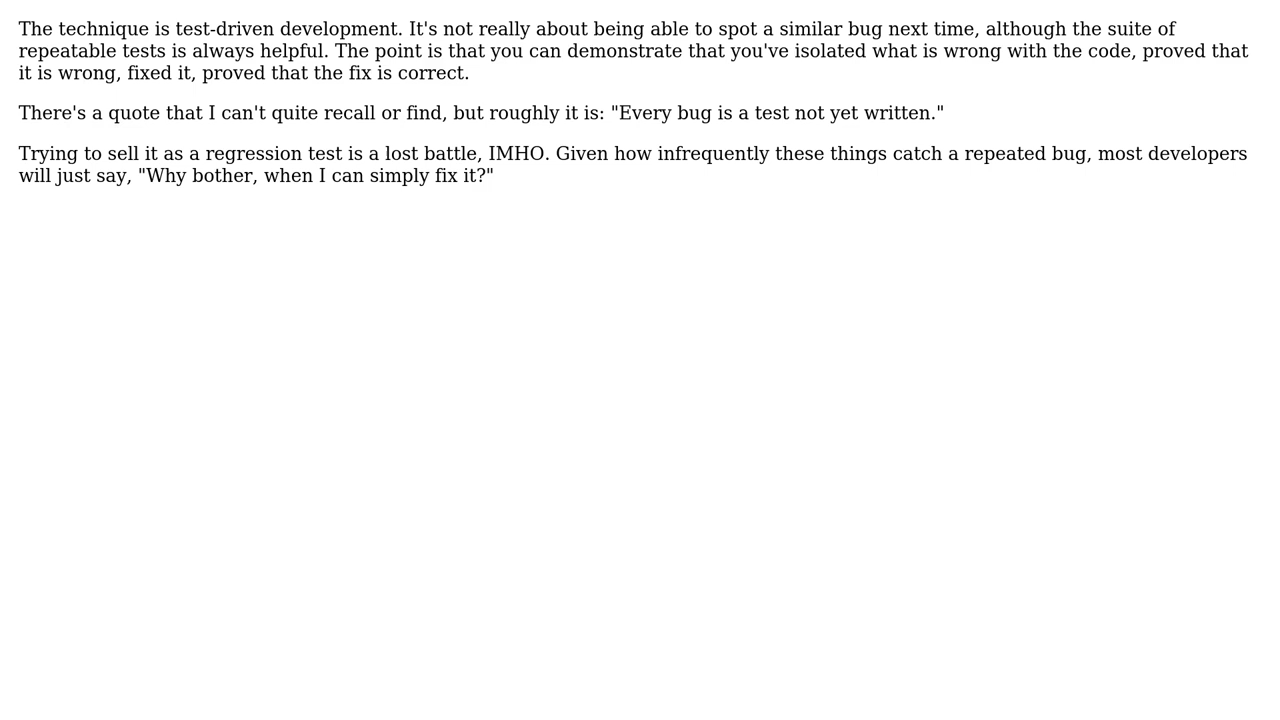 The technique is test-driven development. It's not really about being able to spot a similar bug next time, although the suite of
repeatable tests is always helpful. The point is that you can demonstrate that you've isolated what is wrong with the code, proved that
it is wrong, fixed it, proved that the fix is correct.
There's a quote that I can't quite recall or find, but roughly it is: "Every bug is a test not yet written."
Trying to sell it as a regression test is a lost battle, IMHO. Given how infrequently these things catch a repeated bug, most developers
will just say, "Why bother, when I can simply fix it?"